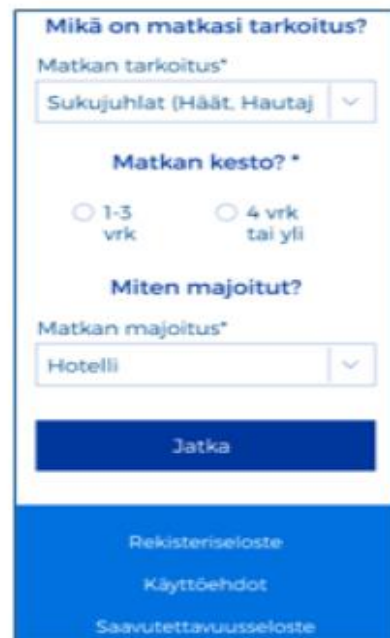 Mikä on matkasi tarkoitus?
Matkan tarkoitus*
Sukujuhlat (Häät, Hautaj
Matkan kesto? *
1-3
vrk
4 vrk
tai yli
Miten majoitut?
Matkan majoitus*
Hotelli
Jatka
Rekisteriseloste
Käyttöehdot
Saavutettavuusseloste